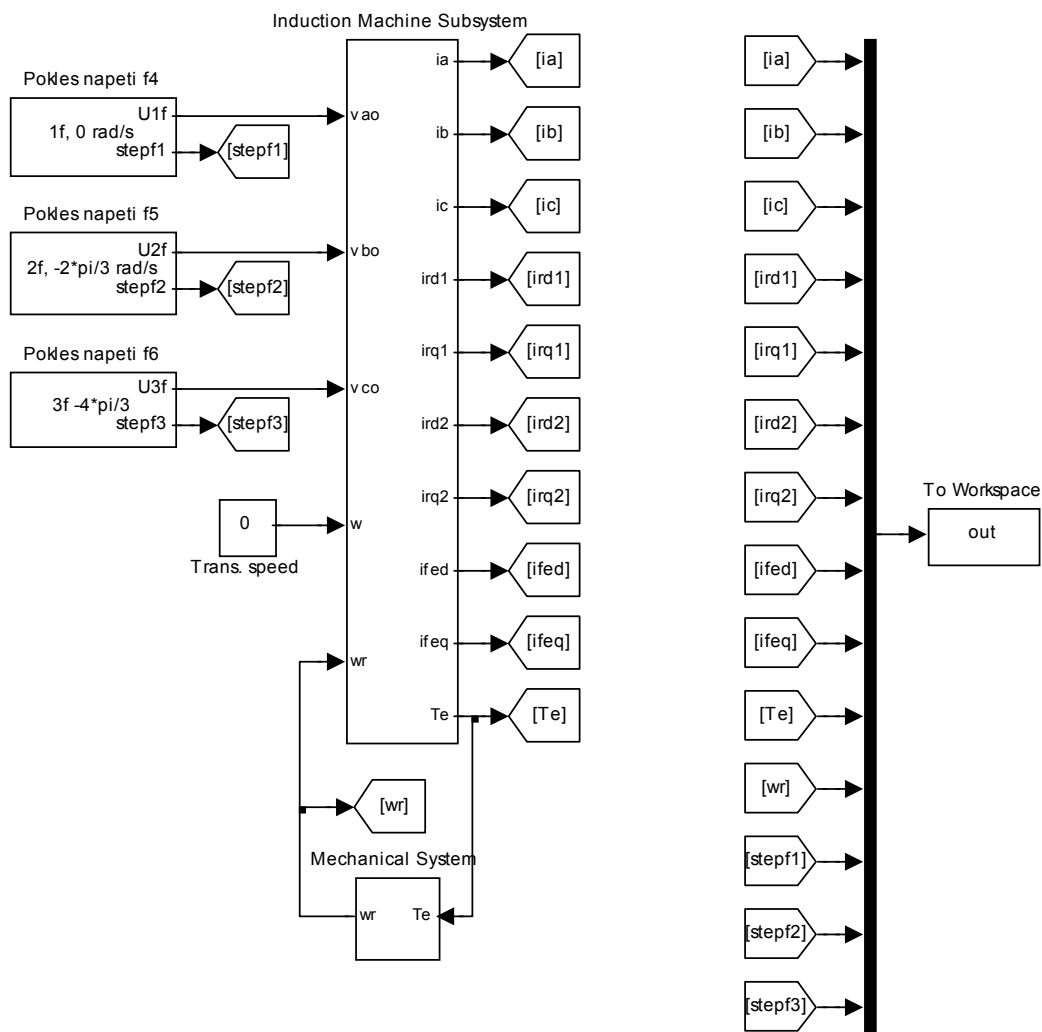 Induction Machine Subsystem
Pokles napeti f4
U1f
1f, 0 rad/s
stepf1
[stepf1]
Pokles napeti f5
U2f
2f, -2*pi/3 rad/s
stepf2
[stepf2]
Pokles napeti f6
U3f
3f -4*pi/3
stepf3
[stepf3]
0
Trans. speed
vao
vbo
vco
w
wr
ia
ib
ic
ird1
irq1
ird2
irq2
ifed
ifeq
Te
[ia]
[ib]
[ic]
[ird1]
[irq1]
[ird2]
[irq2]
[ifed]
[ifeq]
[Te]
[wr]
Mechanical System
wr
Te
[ia]
[ib]
[ic]
[ird1]
[irq1]
[ird2]
[irq2]
[ifed]
[ifeq]
[Te]
[wr]
[stepf1]
[stepf2]
[stepf3]
To Workspace
out